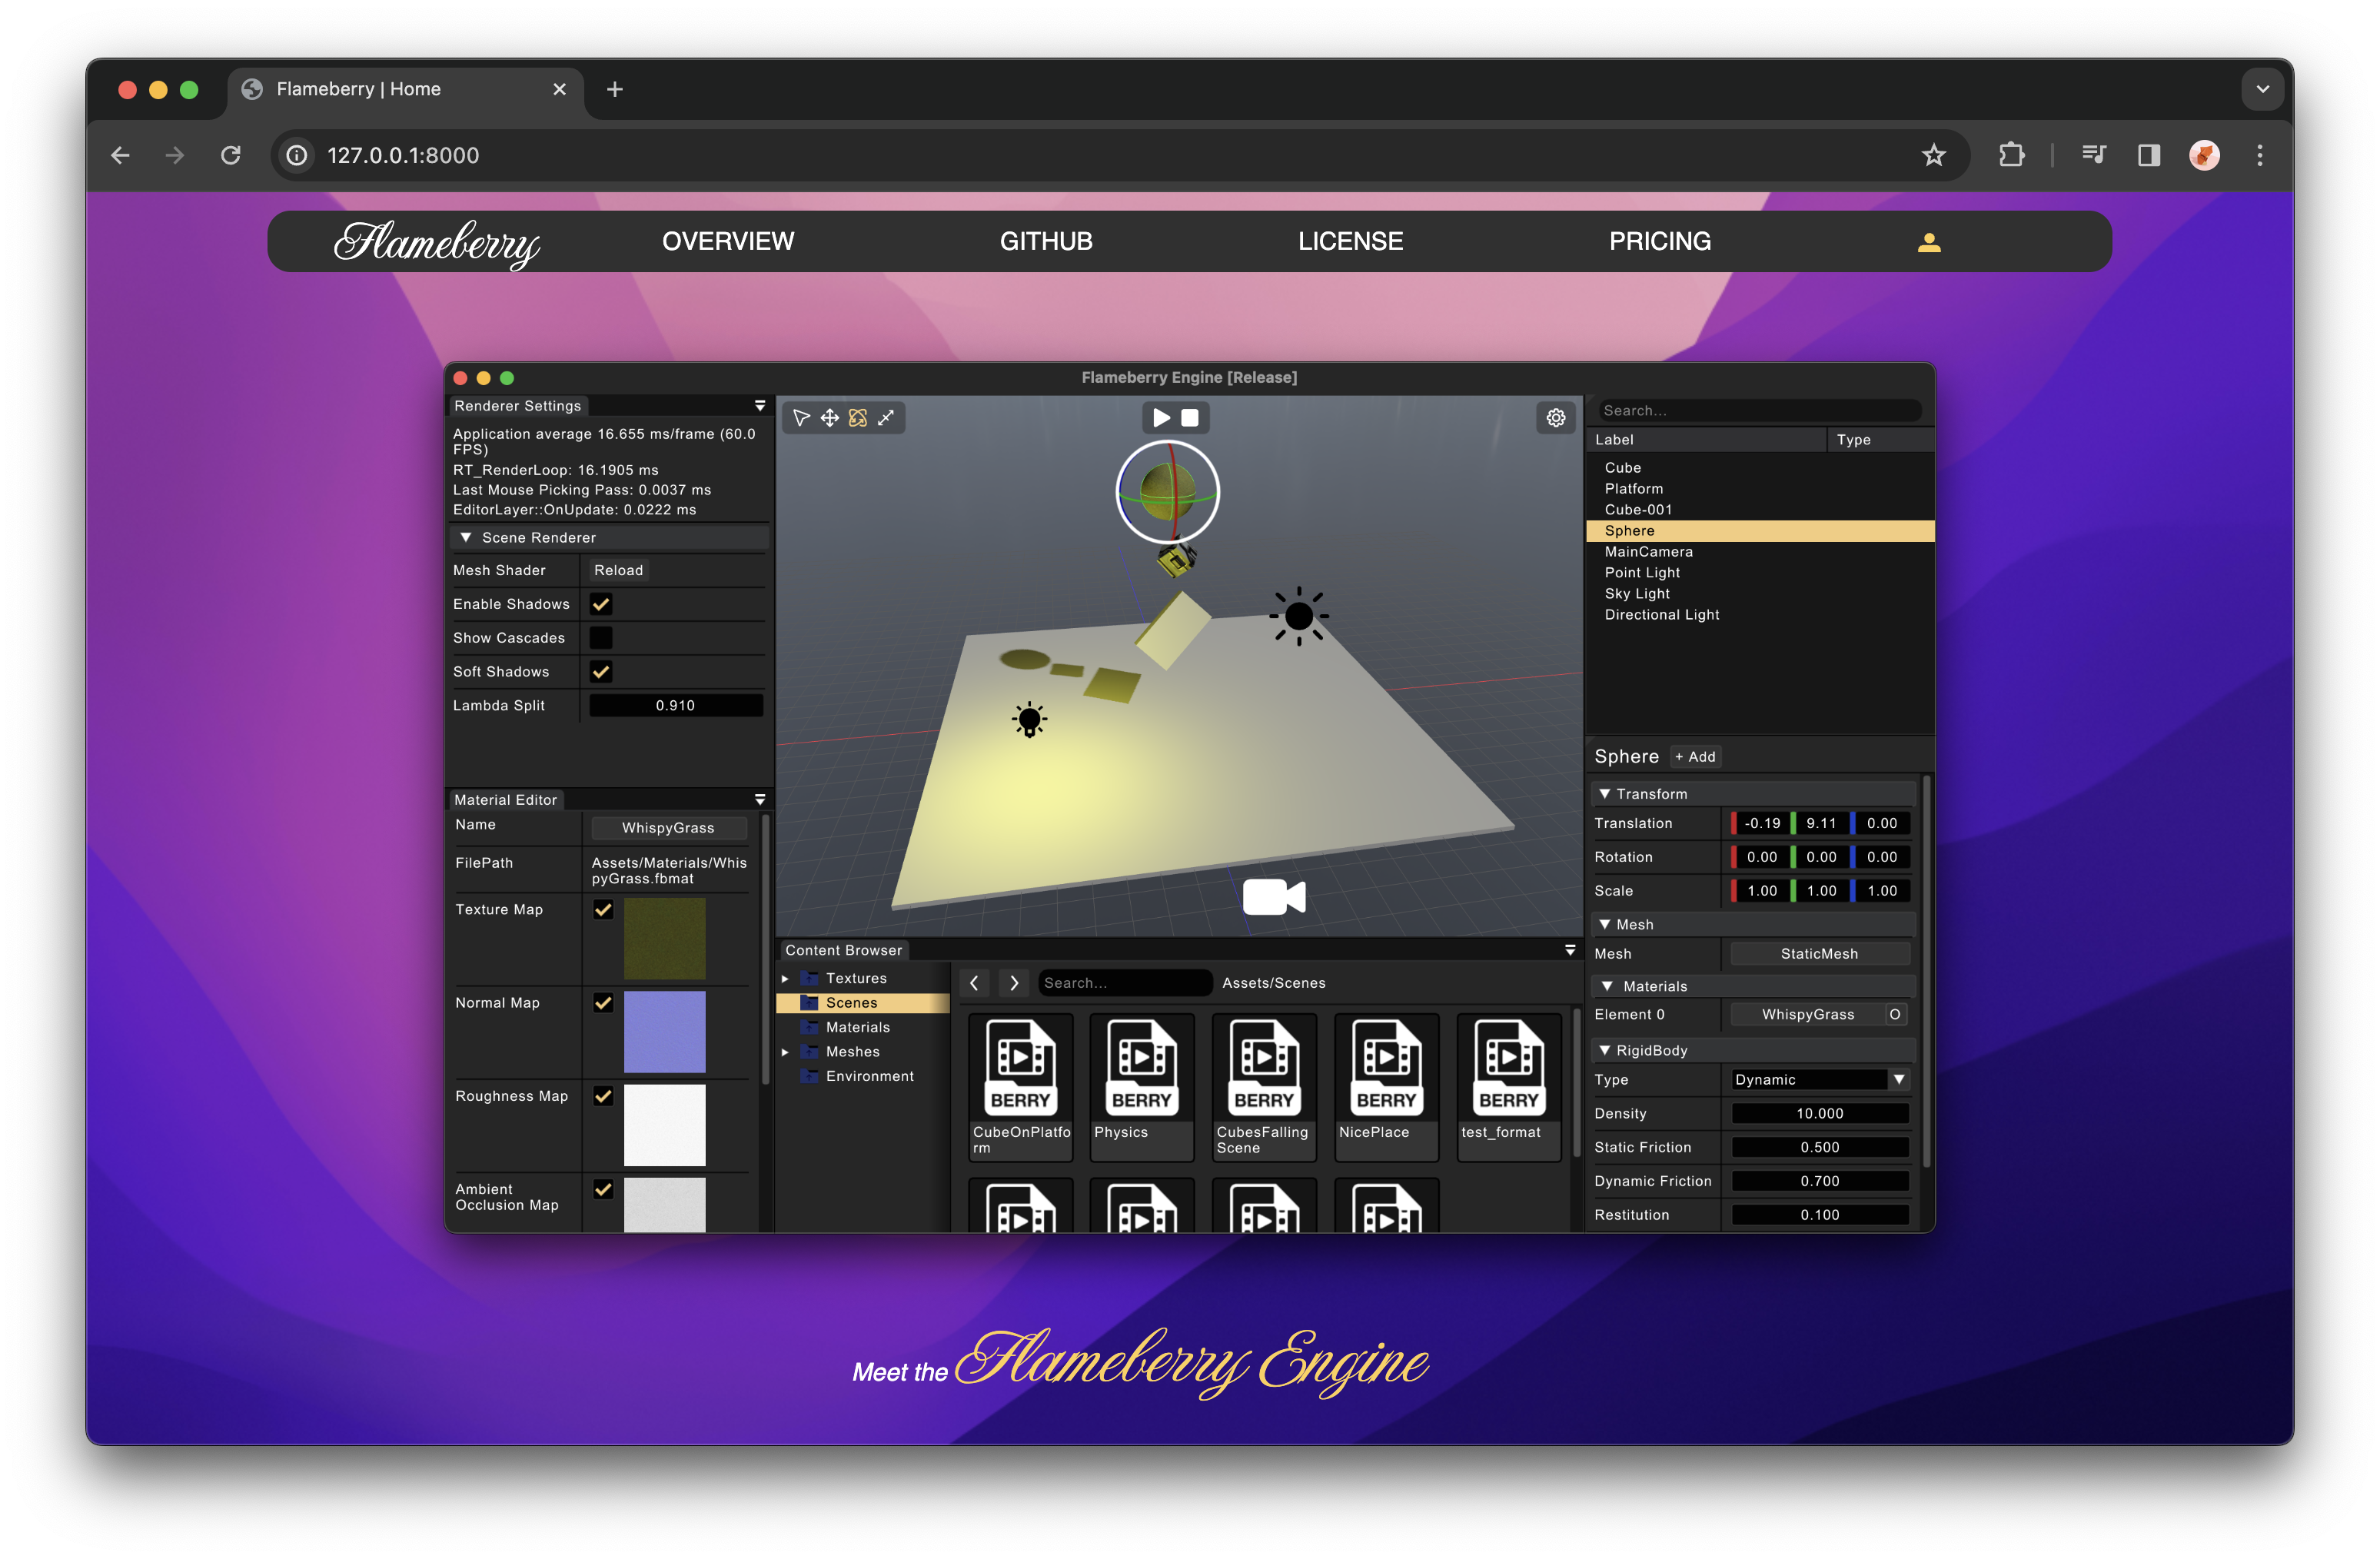 Flameberry | Home
127.0.0.1:8000
Flameberry
OVERVIEW
GITHUB
LICENSE
PRICING
Flameberry Engine [Release]
Renderer Settings
Application average 16.655 ms/frame (60.0
FPS)
RT_RenderLoop: 16.1905 ms
Last Mouse Picking Pass: 0.0037 ms
EditorLayer::OnUpdate: 0.0222 ms
Scene Renderer
Mesh Shader Reload
Enable Shadows
Show Cascades
Soft Shadows
Lambda Split 0.910
Material Editor
Name WhispyGrass
FilePath Assets/Materials/Whis
pyGrass.fbmat
Texture Map
Normal Map
Roughness Map
Ambient
Occlusion Map
Content Browser
Textures
Scenes
Materials
Meshes
Environment
Search...
Assets/Scenes
BERRY
CubeOnPlatfo
rm
BERRY
Physics
BERRY
CubesFalling
Scene
BERRY
NicePlace
BERRY
test_format
Search...
Label Type
Cube
Platform
Cube-001
Sphere
MainCamera
Point Light
Sky Light
Directional Light
Sphere + Add
Transform
Translation -0.19 9.11 0.00
Rotation 0.00 0.00 0.00
Scale 1.00 1.00 1.00
Mesh
Mesh StaticMesh
Materials
Element 0 WhispyGrass O
RigidBody
Type Dynamic
Density 10.000
Static Friction 0.500
Dynamic Friction 0.700
Restitution 0.100
Meet the Flameberry Engine